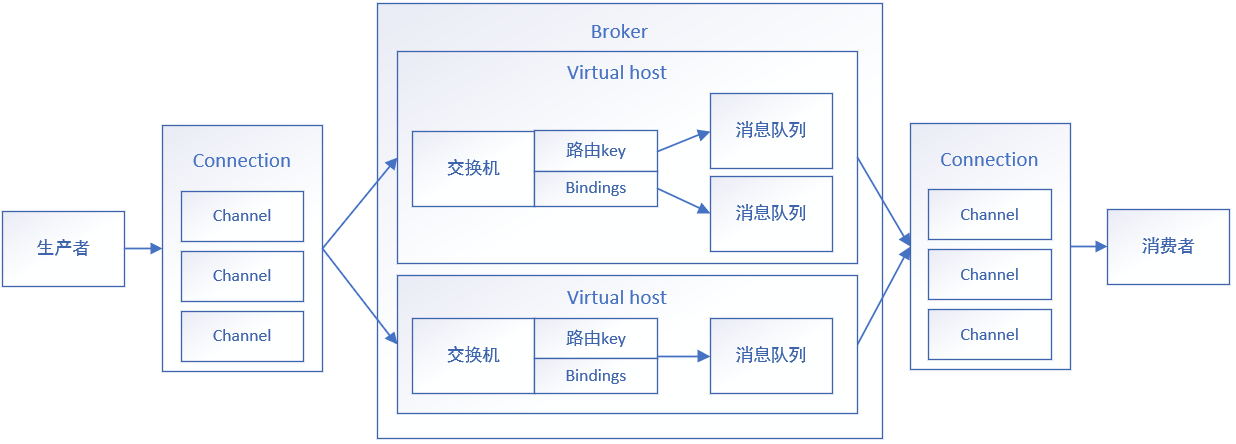 生产者
Connection
Channel
Channel
Channel
Broker
Virtual host
交换机
路由key
Bindings
消息队列
消息队列
Virtual host
交换机
路由key
Bindings
消息队列
Connection
Channel
Channel
Channel
消费者